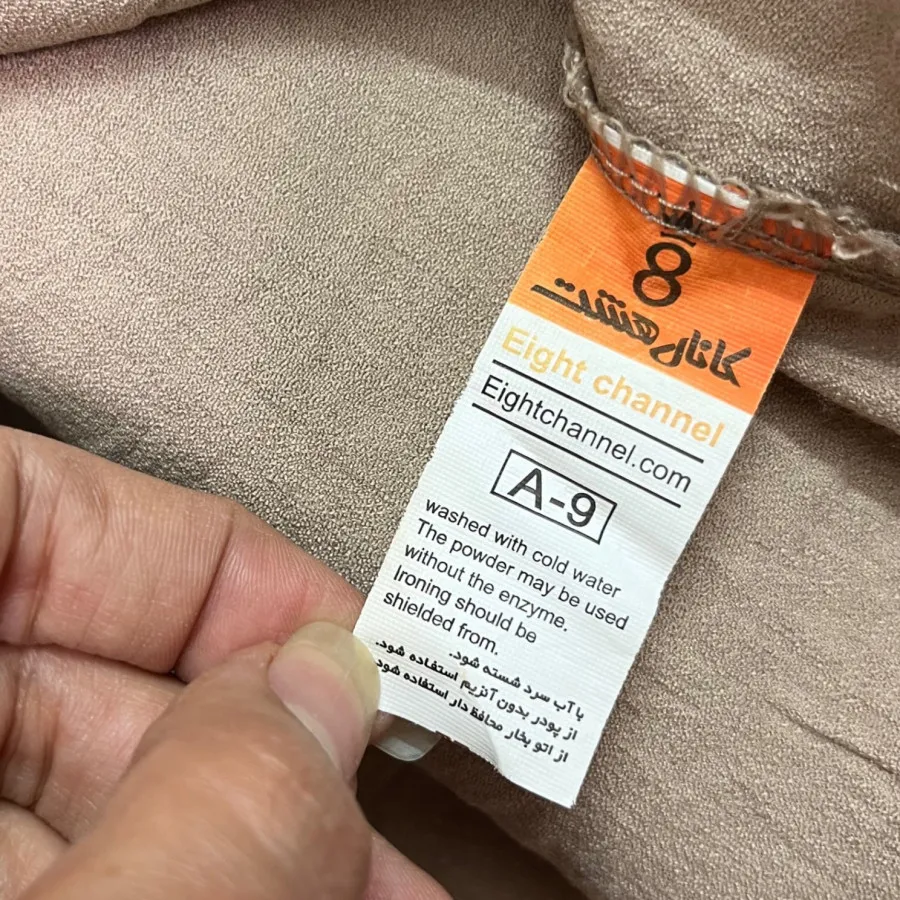 8
کانال هشت
Eight channel
Eightchannel.com
A-9
washed with cold water
The powder may be used
without the enzyme.
Ironing should be
shielded from.
با آب سرد شسته شود.
از پودر بدون آنزیم استفاده شود.
از اتو بخار محافظ دار استفاده شود